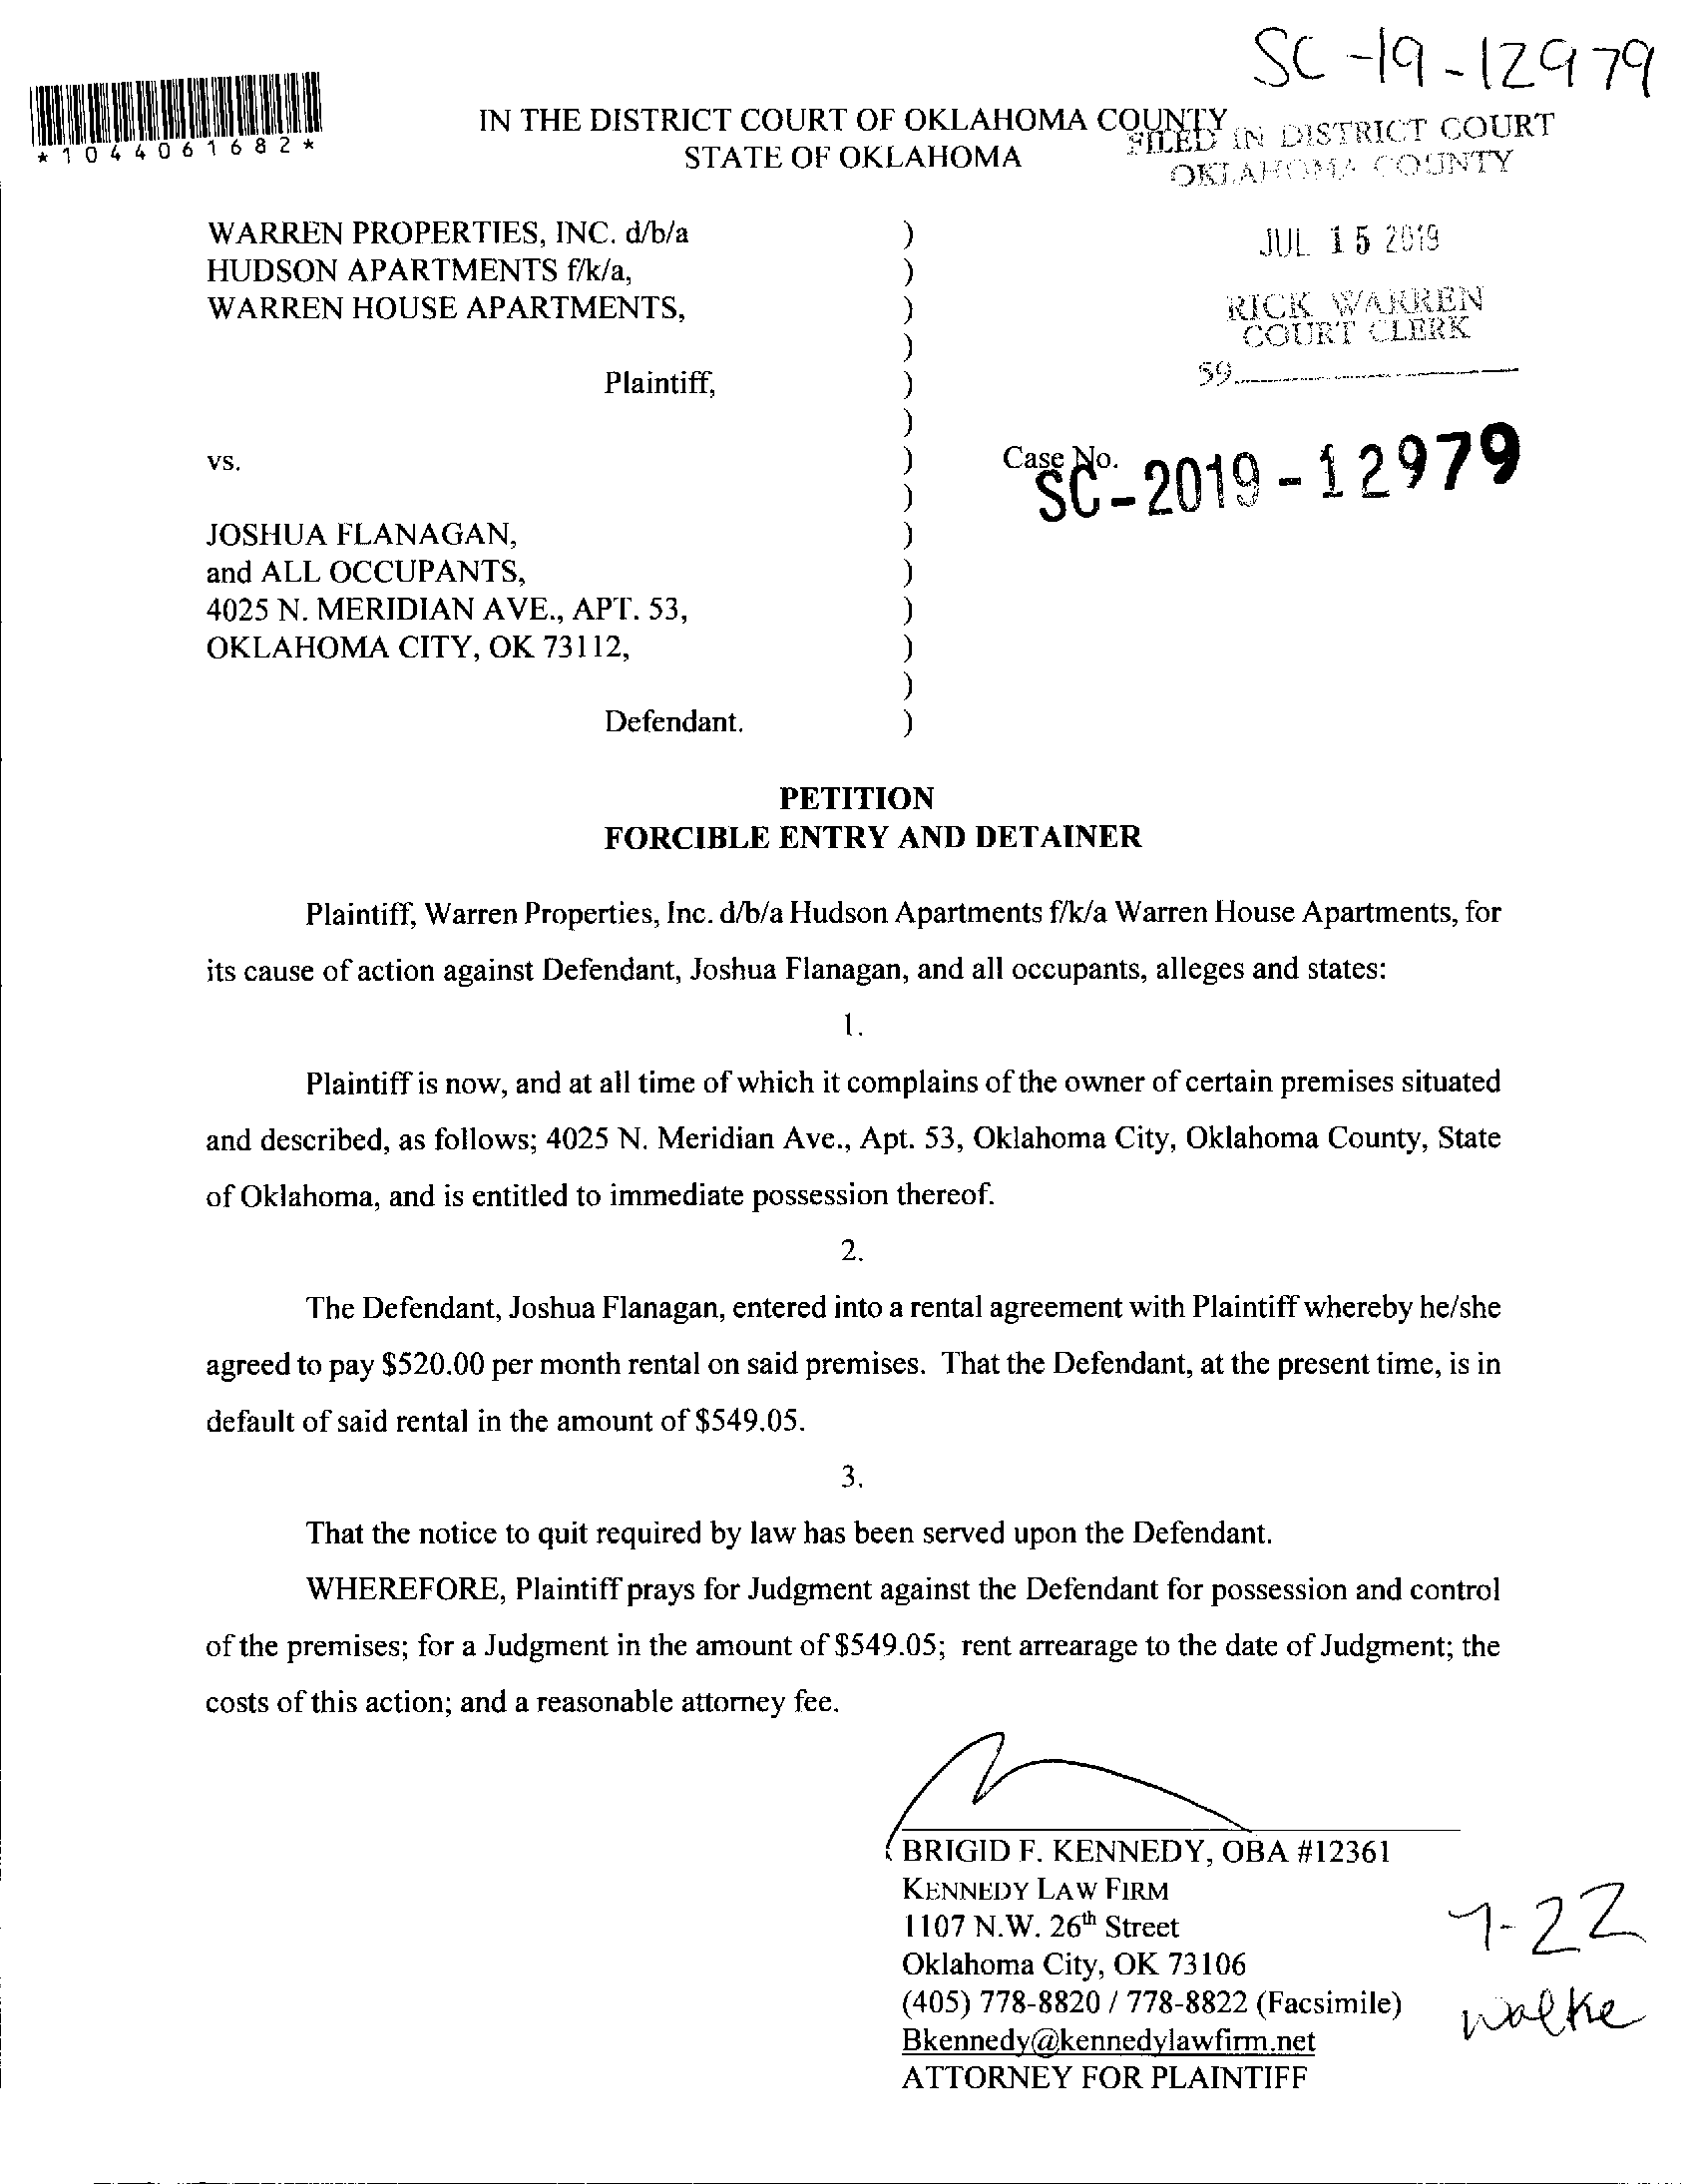 SC-19-12979
*1044061682*
IN THE DISTRICT COURT OF OKLAHOMA COUNTY
STATE OF OKLAHOMA
FILED IN DISTRICT COURT
OKLAHOMA COUNTY
WARREN PROPERTIES, INC. d/b/a )
HUDSON APARTMENTS f/k/a, )
WARREN HOUSE APARTMENTS, )
)
Plaintiff, )
)
vs. )
)
JOSHUA FLANAGAN, )
and ALL OCCUPANTS, )
4025 N. MERIDIAN AVE., APT. 53, )
OKLAHOMA CITY, OK 73112, )
)
Defendant. )
JUL 15 2019
RICK WARREN
COURT CLERK
59
Case No.
SC-2019-12979
PETITION
FORCIBLE ENTRY AND DETAINER
Plaintiff, Warren Properties, Inc. d/b/a Hudson Apartments f/k/a Warren House Apartments, for
its cause of action against Defendant, Joshua Flanagan, and all occupants, alleges and states:
1.
Plaintiff is now, and at all time of which it complains of the owner of certain premises situated
and described, as follows; 4025 N. Meridian Ave., Apt. 53, Oklahoma City, Oklahoma County, State
of Oklahoma, and is entitled to immediate possession thereof.
2.
The Defendant, Joshua Flanagan, entered into a rental agreement with Plaintiff whereby he/she
agreed to pay $520.00 per month rental on said premises. That the Defendant, at the present time, is in
default of said rental in the amount of $549.05.
3.
That the notice to quit required by law has been served upon the Defendant.
WHEREFORE, Plaintiff prays for Judgment against the Defendant for possession and control
of the premises; for a Judgment in the amount of $549.05; rent arrearage to the date of Judgment; the
costs of this action; and a reasonable attorney fee.
BRIGID F. KENNEDY, OBA #12361
KENNEDY LAW FIRM
1107 N.W. 26th Street
Oklahoma City, OK 73106
(405) 778-8820 / 778-8822 (Facsimile)
Bkennedy@kennedylawfirm.net
ATTORNEY FOR PLAINTIFF
7-22
walke